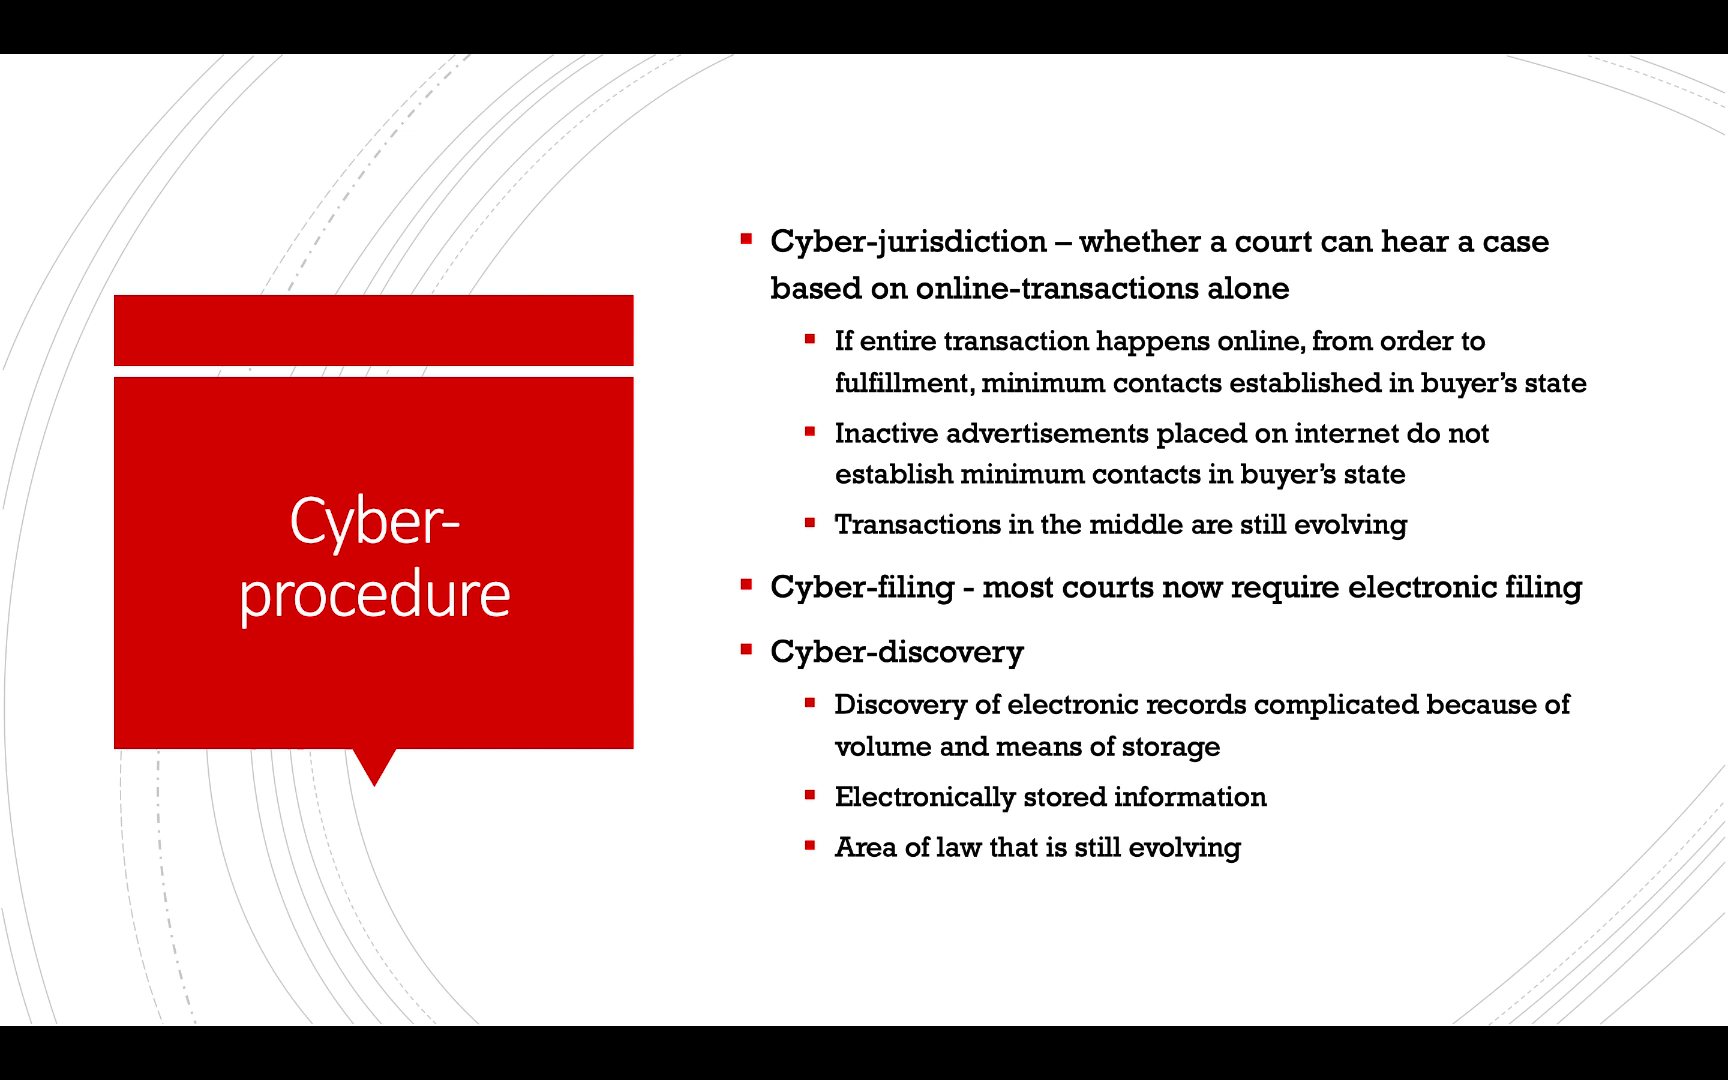 Cyber-
procedure
Cyber-jurisdiction – whether a court can hear a case
based on online-transactions alone
If entire transaction happens online, from order to
fulfillment, minimum contacts established in buyer’s state
Inactive advertisements placed on internet do not
establish minimum contacts in buyer’s state
Transactions in the middle are still evolving
Cyber-filing - most courts now require electronic filing
Cyber-discovery
Discovery of electronic records complicated because of
volume and means of storage
Electronically stored information
Area of law that is still evolving